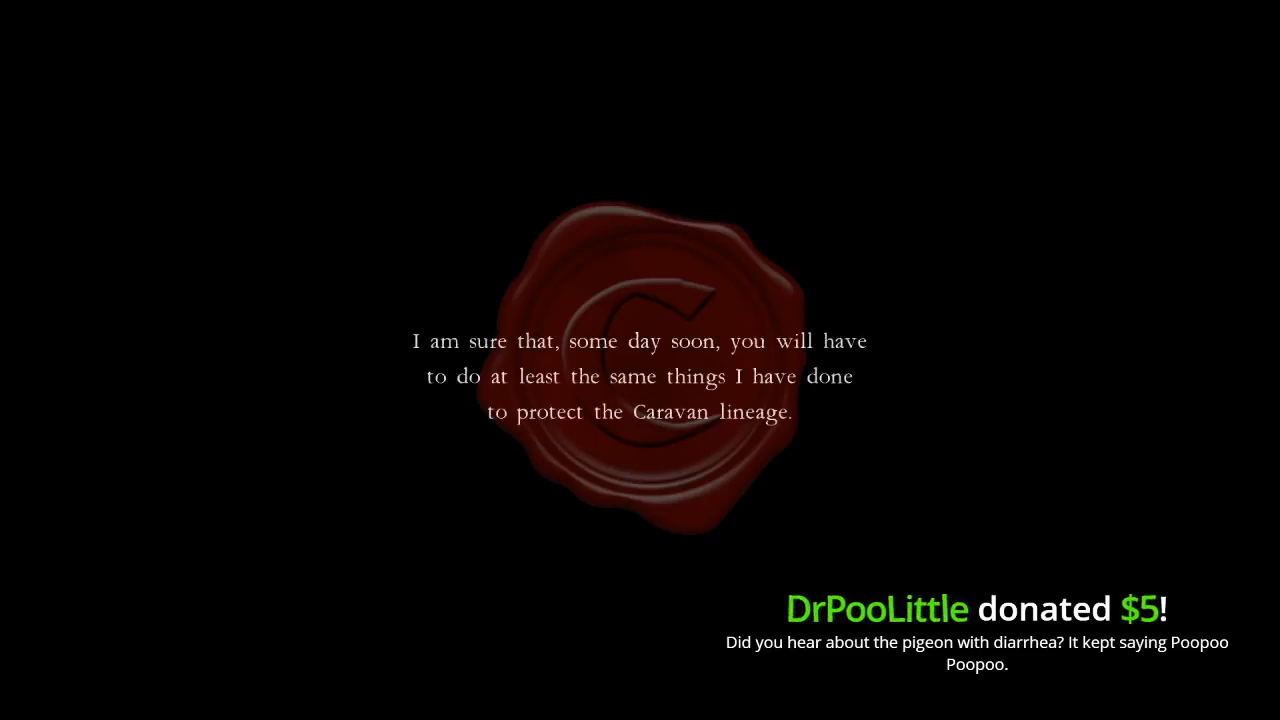 I am sure that, some day soon, you will have
to do at least the same things I have done
to protect the Caravan lineage.
DrPooLittle donated $5!
Did you hear about the pigeon with diarrhea? It kept saying Poopoo
Poopoo.